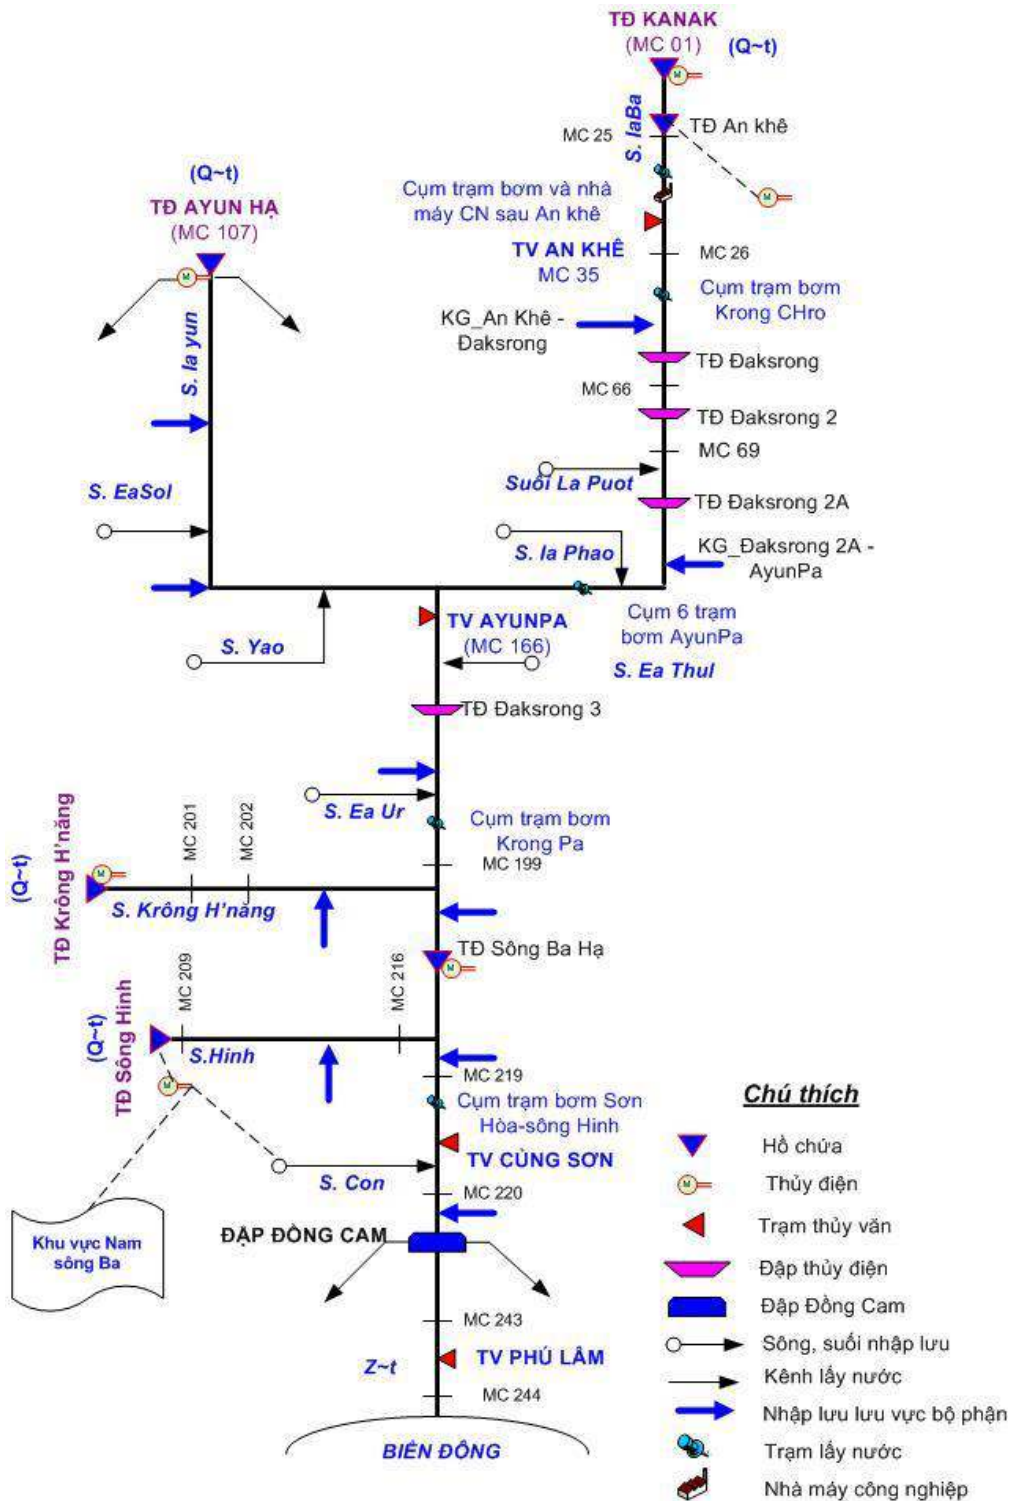 TĐ KANAK
(MC 01)
(Q~t)
S. IaBa
TĐ An khê
MC 25
(Q~t)
TĐ AYUN HẠ
(MC 107)
Cụm trạm bơm và nhà
máy CN sau An khê
TV AN KHÊ
MC 35
MC 26
Cụm trạm bơm
Krong CHro
KG_An Khê -
Đaksrong
S. Ia yun
TĐ Đaksrong
MC 66
TĐ Đaksrong 2
MC 69
Suối La Puot
S. EaSol
TĐ Đaksrong 2A
S. Ia Phao
KG_Đaksrong 2A -
AyunPa
TV AYUNPA
(MC 166)
Cụm 6 trạm
bơm AyunPa
S. Yao
S. Ea Thul
TĐ Đaksrong 3
S. Ea Ur
Cụm trạm bơm
Krong Pa
MC 201
MC 202
MC 199
(Q~t)
TĐ Krông H'năng
S. Krông H'năng
TĐ Sông Ba Hạ
MC 209
MC 216
(Q~t)
TĐ Sông Hinh
S.Hinh
MC 219
Cụm trạm bơm Sơn
Hòa-sông Hinh
TV CỦNG SƠN
S. Con
MC 220
Khu vực Nam
sông Ba
ĐẬP ĐỒNG CAM
MC 243
TV PHÚ LÂM
Z~t
MC 244
BIỂN ĐÔNG
Chú thích
Hồ chứa
Thủy điện
Trạm thủy văn
Đập thủy điện
Đập Đồng Cam
Sông, suối nhập lưu
Kênh lấy nước
Nhập lưu lưu vực bộ phận
Trạm lấy nước
Nhà máy công nghiệp